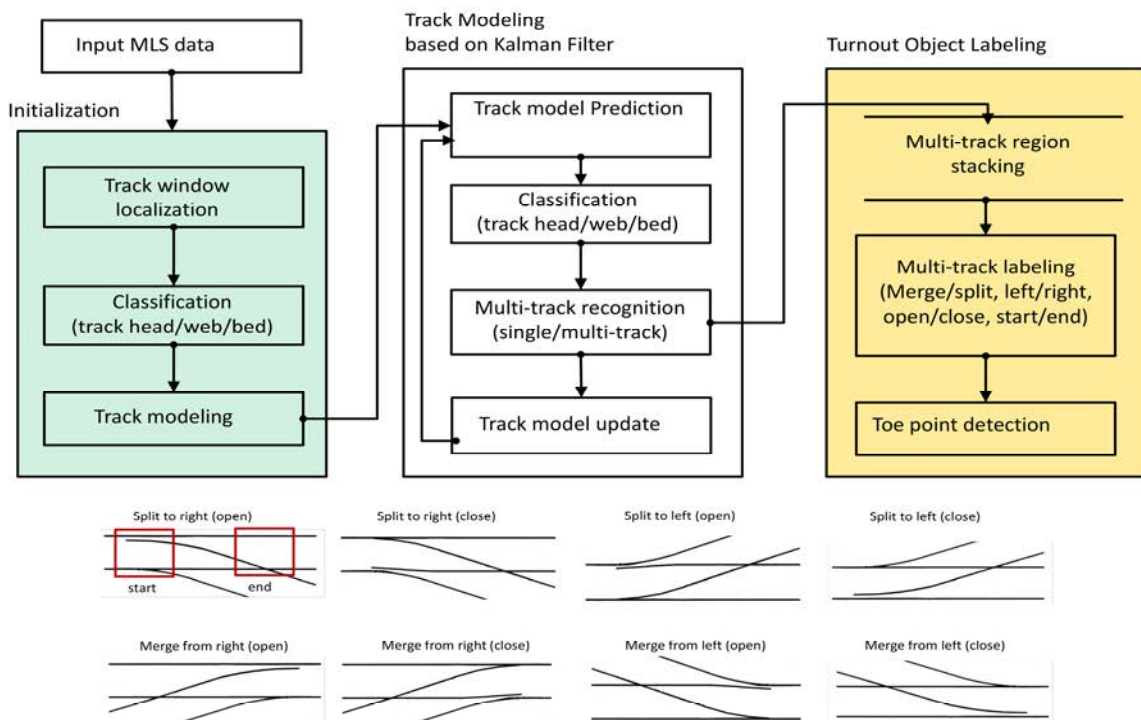 Input MLS data
Initialization
Track window
localization
Classification
(track head/web/bed)
Track modeling
Track Modeling
based on Kalman Filter
Track model Prediction
Classification
(track head/web/bed)
Multi-track recognition
(single/multi-track)
Track model update
Turnout Object Labeling
Multi-track region
stacking
Multi-track labeling
(Merge/split, left/right,
open/close, start/end)
Toe point detection
Split to right (open)
start
end
Split to right (close)
Split to left (open)
Split to left (close)
Merge from right (open)
Merge from right (close)
Merge from left (open)
Merge from left (close)